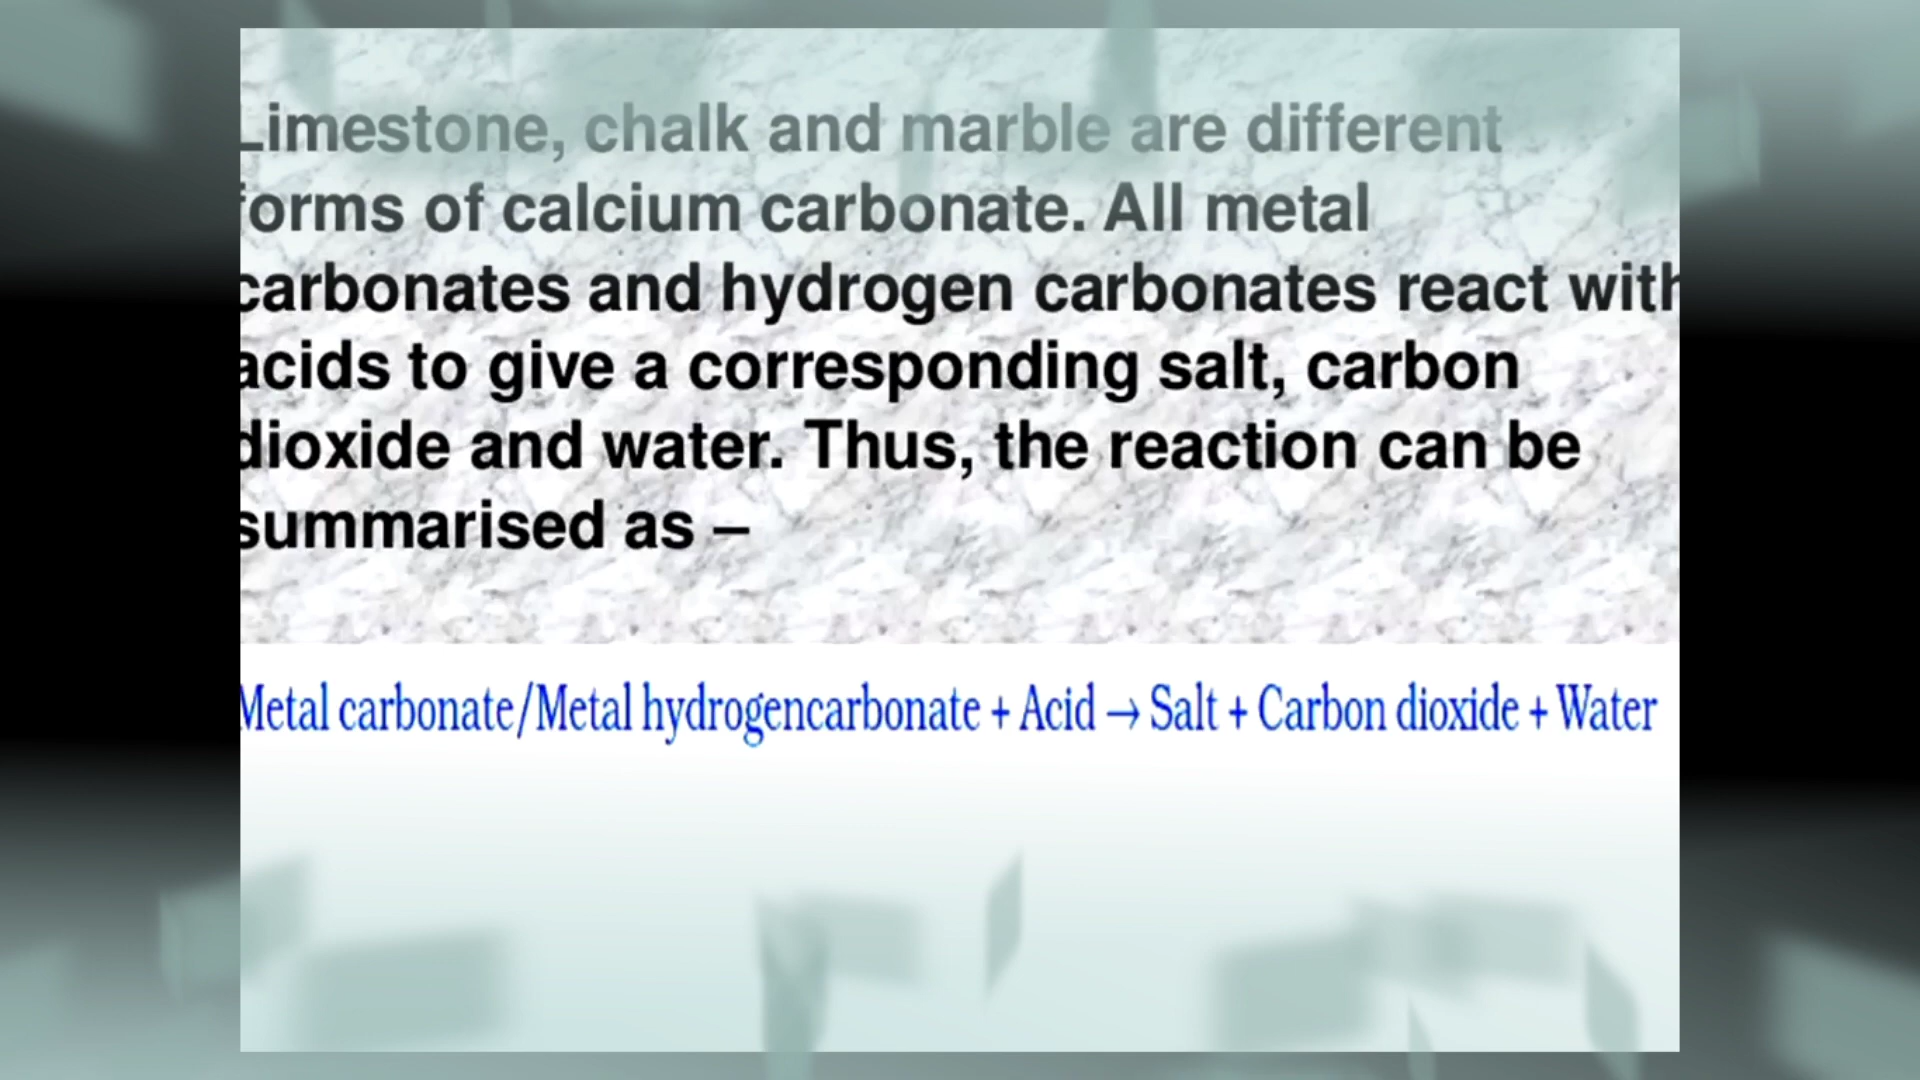 Limestone, chalk and marble are different
forms of calcium carbonate. All metal
carbonates and hydrogen carbonates react with
acids to give a corresponding salt, carbon
dioxide and water. Thus, the reaction can be
summarised as –
Metal carbonate/Metal hydrogencarbonate + Acid → Salt + Carbon dioxide + Water